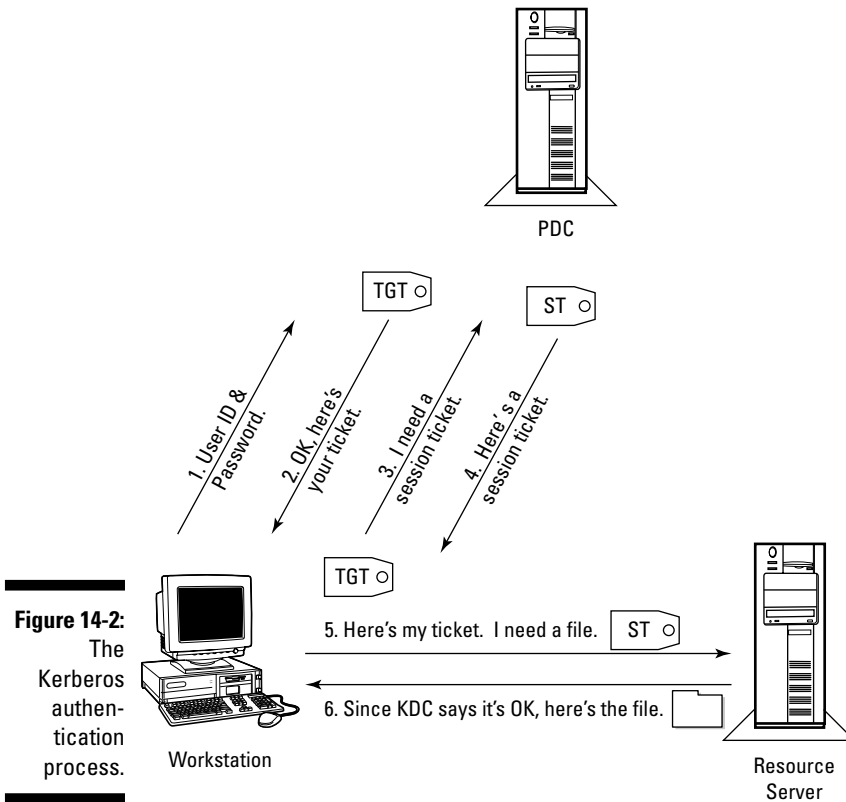 PDC
TGT
ST
1. User ID &
Password.
2. OK, here's
your ticket.
3. I need a
session ticket.
4. Here's a
session ticket.
TGT
5. Here's my ticket. I need a file.
ST
6. Since KDC says it's OK, here's the file.
Workstation
Resource
Server
Figure 14-2:
The
Kerberos
authen-
tication
process.